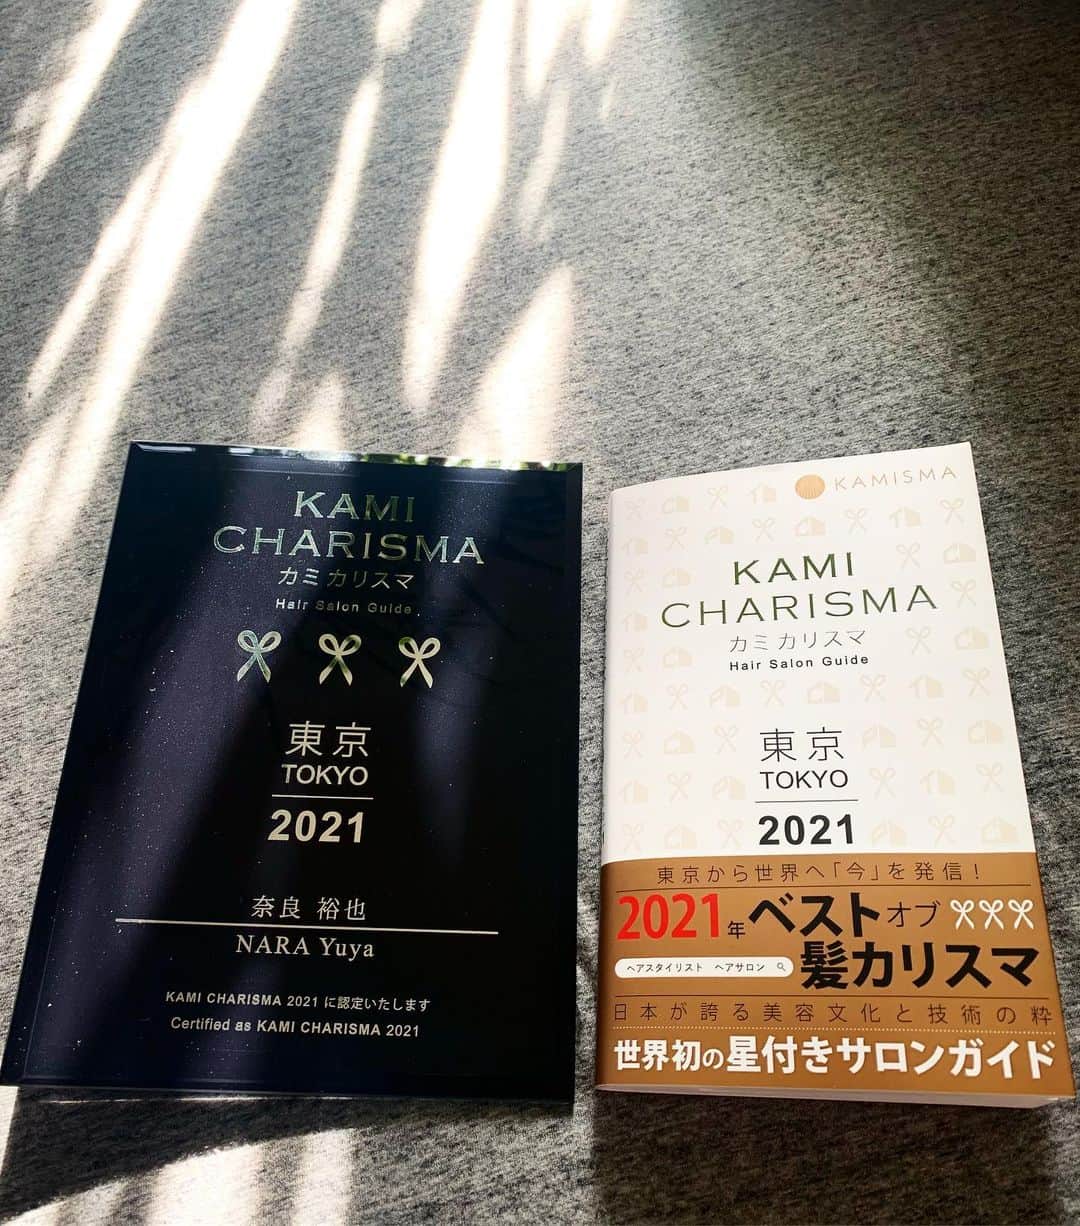 KAMI
CHARISMA
カミ カリスマ
Hair Salon Guide
東京
TOKYO
2021
奈良 裕也
NARA Yuya
KAMI CHARISMA 2021 に認定いたします
Certified as KAMI CHARISMA 2021
KAMISMA
KAMI
CHARISMA
カミ カリスマ
Hair Salon Guide
東京
TOKYO
2021
東京から世界へ「今」を発信！
2021年 ベストオブ
ヘアスタイリスト ヘアサロン
髪カリスマ
日本が誇る美容文化と技術の粋
世界初の星付きサロンガイド